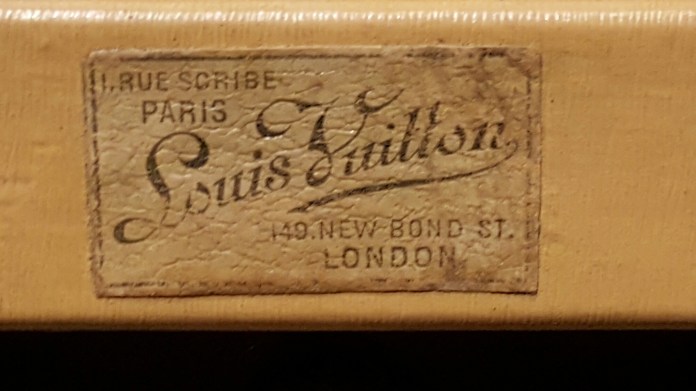 1, RUE SCRIBE
PARIS
Louis Vuitton
149, NEW BOND ST.
LONDON